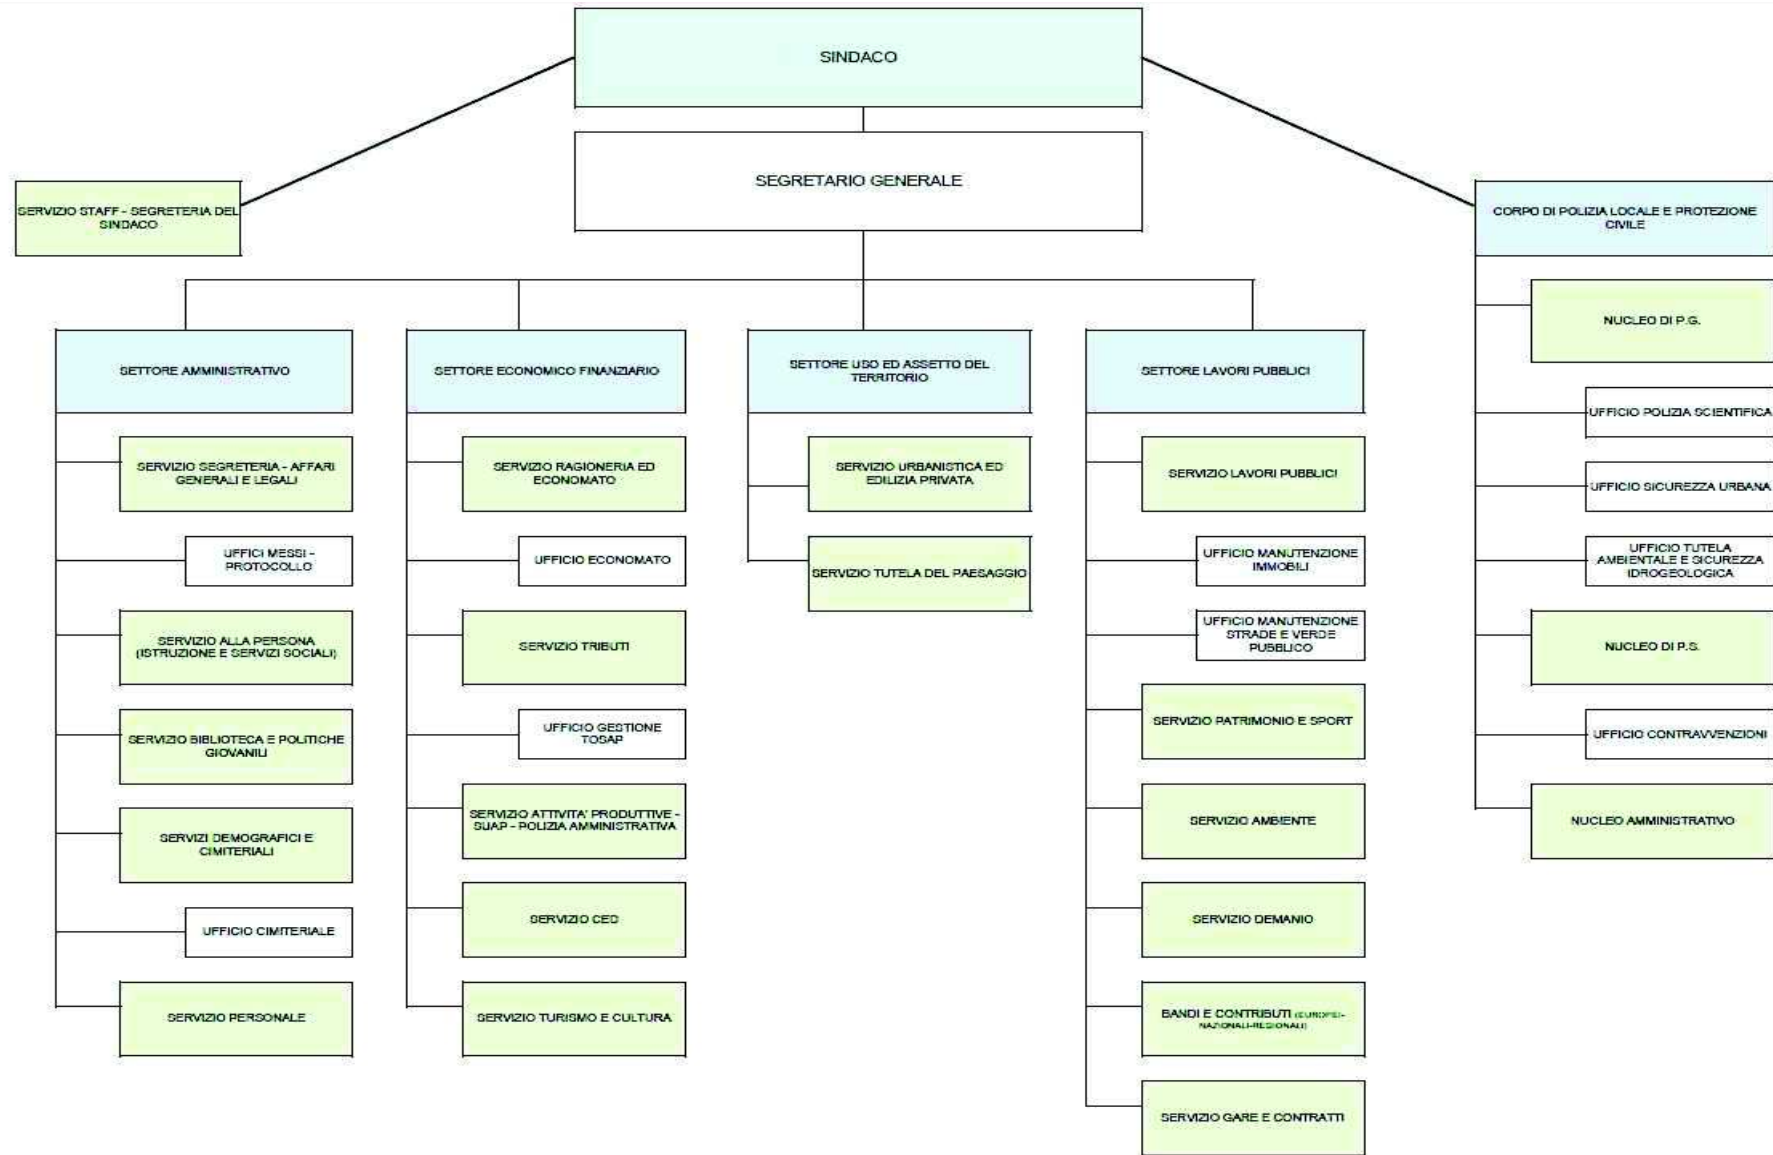 SINDACO
SEGRETARIO GENERALE
SERVIZIO STAFF - SEGRETERIA DEL
SINDACO
CORPO DI POLIZIA LOCALE E PROTEZIONE
CIVILE
SETTORE AMMINISTRATIVO
SERVIZIO SEGRETERIA - AFFARI
GENERALI E LEGALI
UFFICI MESSI -
PROTOCOLLO
SERVIZIO ALLA PERSONA
(ISTRUZIONE E SERVIZI SOCIALI)
SERVIZIO BIBLIOTECA E POLITICHE
GIOVANILI
SERVIZI DEMOGRAFICI E
CIMITERIALI
UFFICIO CIMITERIALE
SERVIZIO PERSONALE
SETTORE ECONOMICO FINANZIARIO
SERVIZIO RAGIONERIA ED
ECONOMATO
UFFICIO ECONOMATO
SERVIZIO TRIBUTI
UFFICIO GESTIONE
TOSAP
SERVIZIO ATTIVITA' PRODUTTIVE -
SUAP - POLIZIA AMMINISTRATIVA
SERVIZIO CED
SERVIZIO TURISMO E CULTURA
SETTORE USO ED ASSETTO DEL
TERRITORIO
SERVIZIO URBANISTICA ED
EDILIZIA PRIVATA
SERVIZIO TUTELA DEL PAESAGGIO
SETTORE LAVORI PUBBLICI
SERVIZIO LAVORI PUBBLICI
UFFICIO MANUTENZIONE
IMMOBILI
UFFICIO MANUTENZIONE
STRADE E VERDE
PUBBLICO
SERVIZIO PATRIMONIO E SPORT
SERVIZIO AMBIENTE
SERVIZIO DEMANIO
BANDI E CONTRIBUTI (EUROPEI-
NAZIONALI-REGIONALI)
SERVIZIO GARE E CONTRATTI
NUCLEO DI P.G.
UFFICIO POLIZIA SCIENTIFICA
UFFICIO SICUREZZA URBANA
UFFICIO TUTELA
AMBIENTALE E SICUREZZA
IDROGEOLOGICA
NUCLEO DI P.S.
UFFICIO CONTRAVVENZIONI
NUCLEO AMMINISTRATIVO